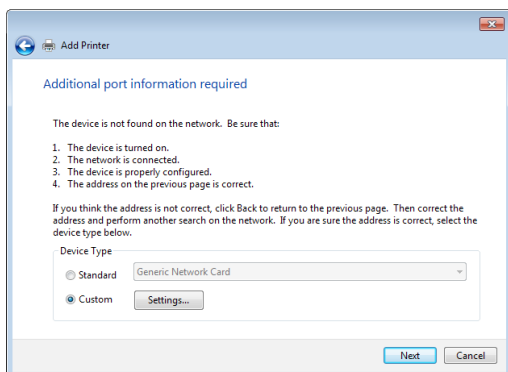 Add Printer
Additional port information required
The device is not found on the network. Be sure that:
1. The device is turned on.
2. The network is connected.
3. The device is properly configured.
4. The address on the previous page is correct.
If you think the address is not correct, click Back to return to the previous page. Then correct the
address and perform another search on the network. If you are sure the address is correct, select the
device type below.
Device Type
Standard Generic Network Card
Custom Settings...
Next Cancel